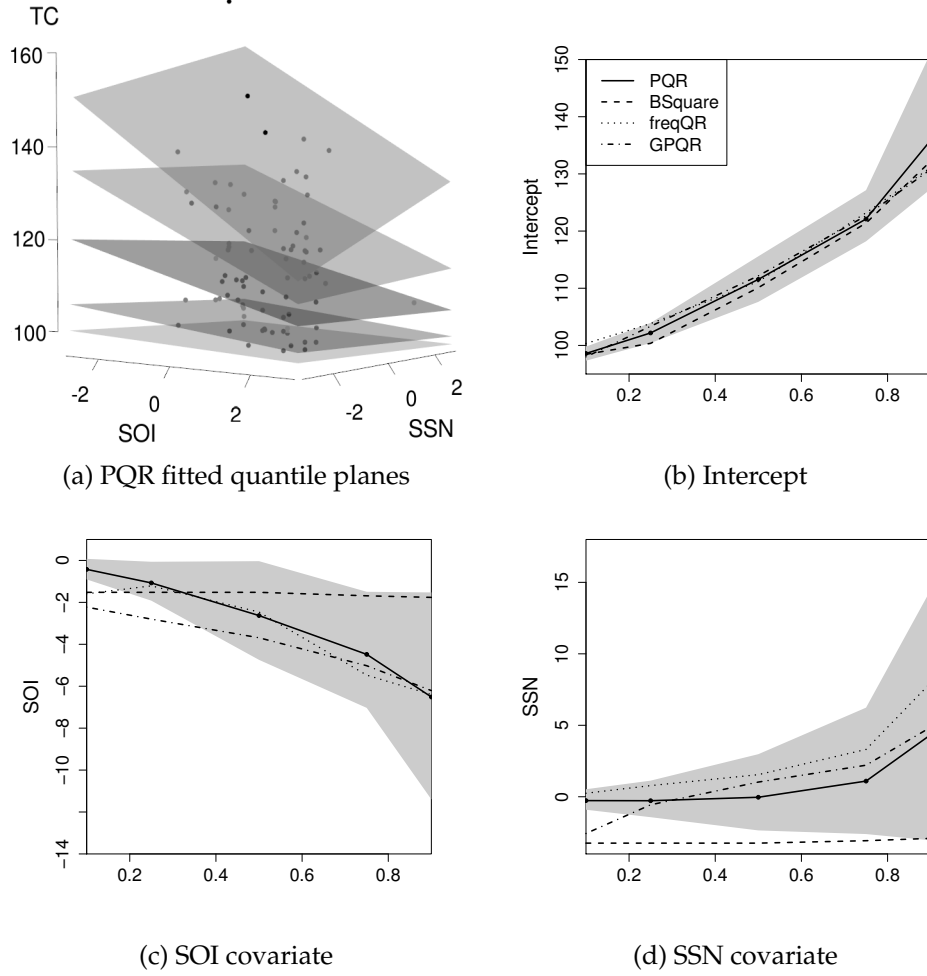 TC
160
140
120
100
-2
0
2
SOI
-2
0
2
SSN
(a) PQR fitted quantile planes
PQR
BSquare
freqQR
GPQR
Intercept
150
140
130
120
110
100
0.2 0.4 0.6 0.8
(b) Intercept
SOI
0
-2
-4
-6
-8
-10
-14
0.2 0.4 0.6 0.8
(c) SOI covariate
SSN
15
10
5
0
0.2 0.4 0.6 0.8
(d) SSN covariate